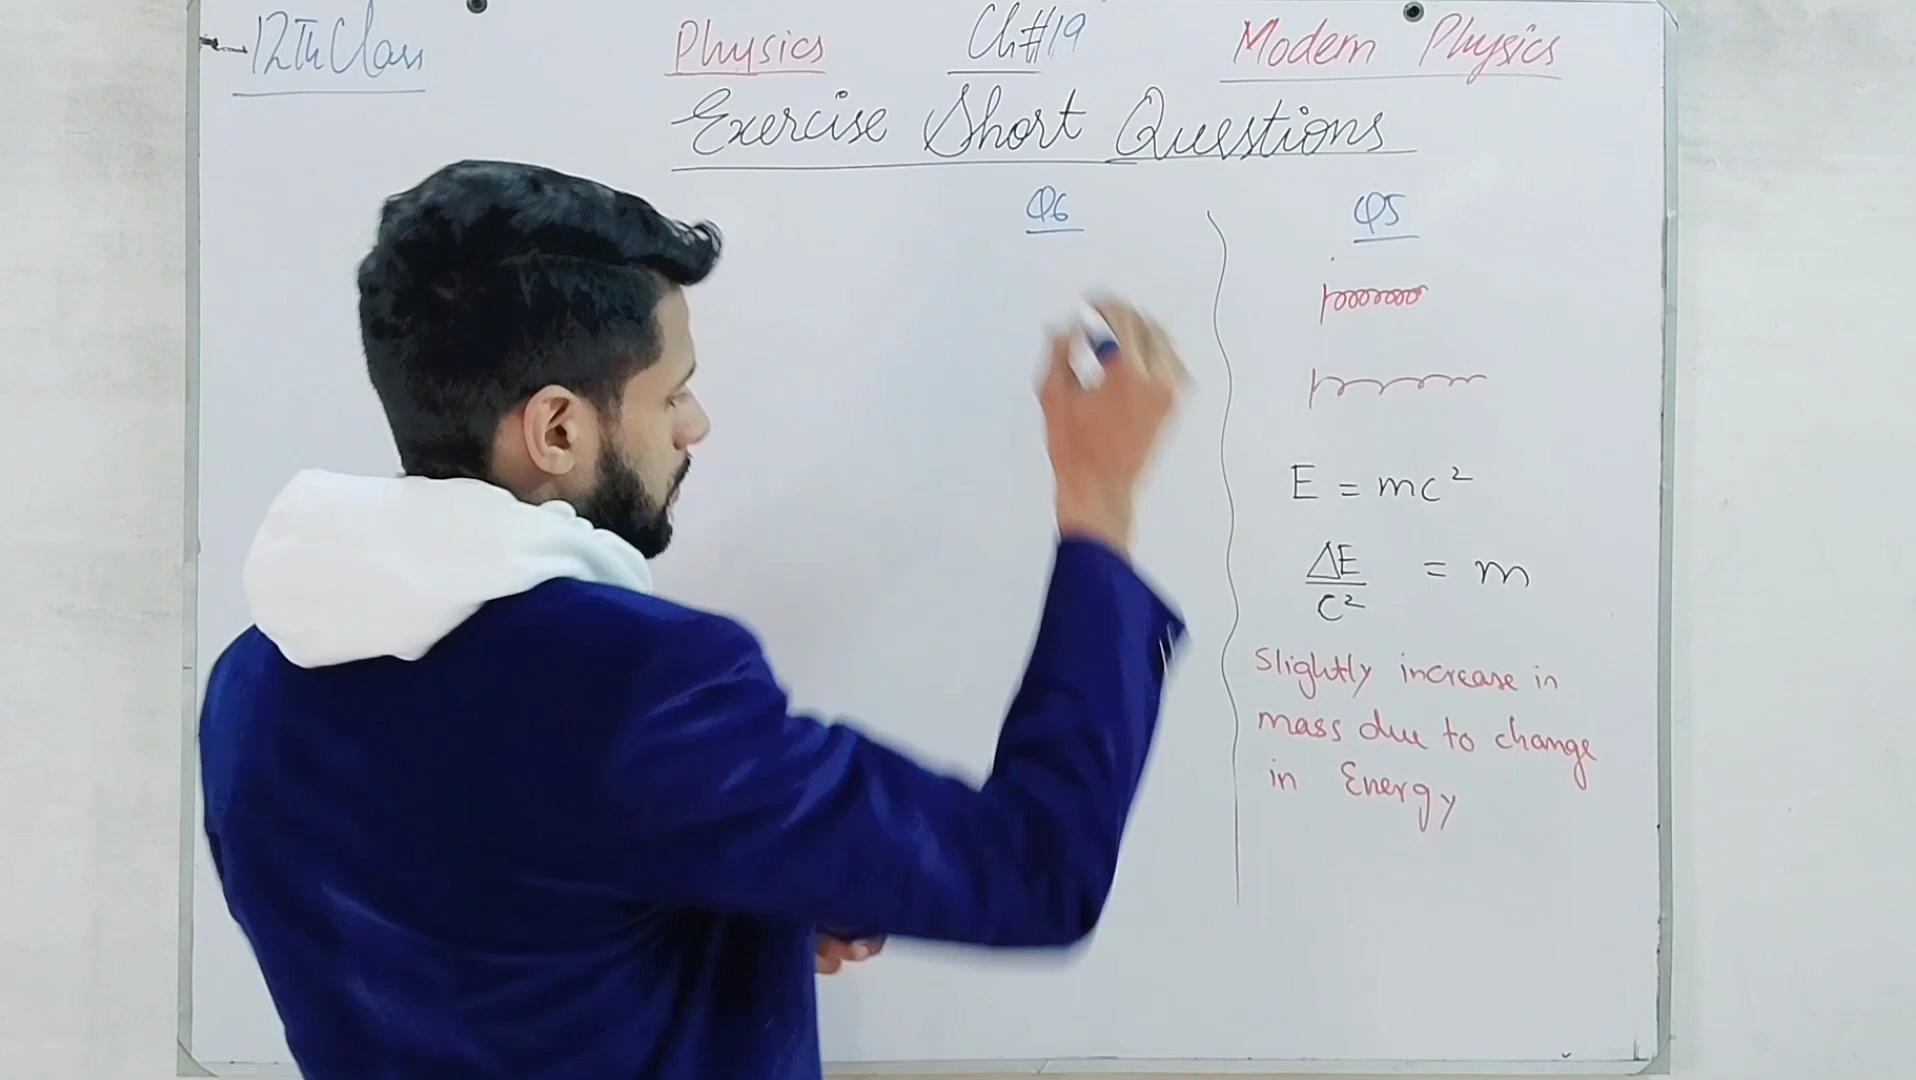 12Th Class Physics Ch#19 Modern Physics
Exercise Short Questions
Q6
Q5
E = mc²
ΔE/C² = m
Slightly increase in
mass due to change
in Energy